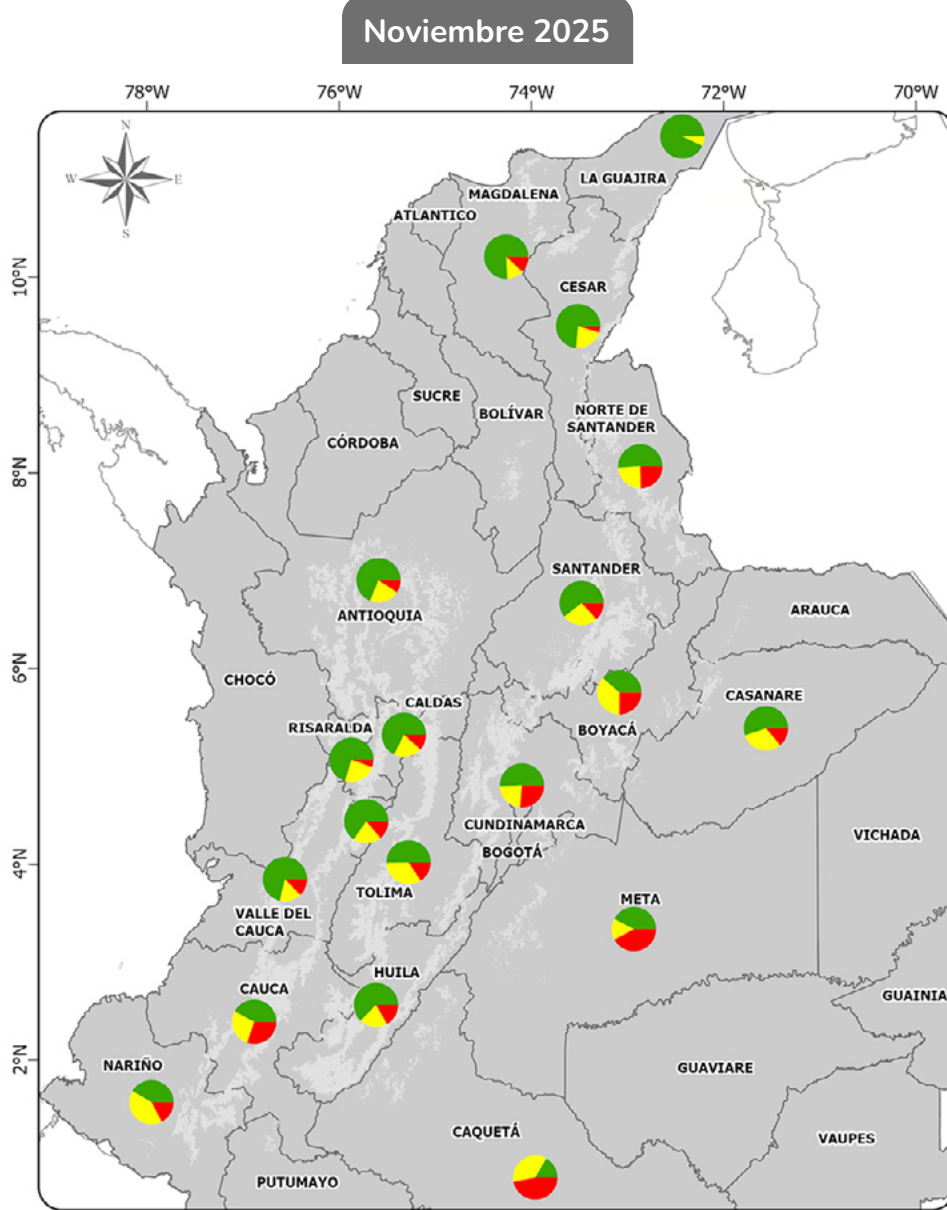 Noviembre 2025
78°W
76°W
74°W
72°W
70°W
N
W
E
S
LA GUAJIRA
MAGDALENA
ATLANTICO
10°N
CESAR
SUCRE
BOLÍVAR
NORTE DE
SANTANDER
CÓRDOBA
8°N
SANTANDER
ARAUCA
ANTIOQUIA
6°N
CHOCÓ
CASANARE
CALDAS
RISARALDA
BOYACÁ
CUNDINAMARCA
VICHADA
BOGOTÁ
4°N
TOLIMA
META
VALLE DEL
CAUCA
HUILA
CAUCA
GUAINIA
2°N
NARIÑO
GUAVIARE
CAQUETÁ
VAUPES
PUTUMAYO